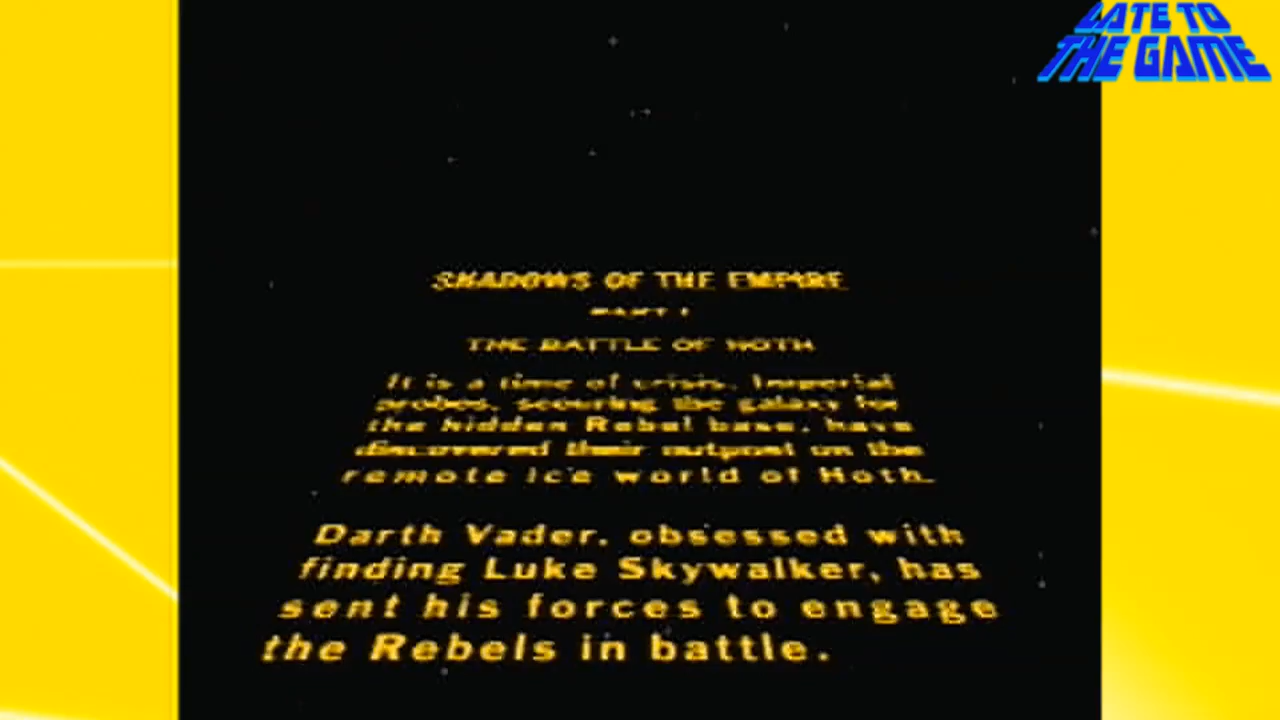 LATE TO
THE GAME
SHADOWS OF THE EMPIRE
PART I
THE BATTLE OF HOTH
It is a time of crisis. Imperial
probes, scouring the galaxy for
the hidden Rebel base, have
discovered their outpost on the
remote ice world of Hoth.
Darth Vader, obsessed with
finding Luke Skywalker, has
sent his forces to engage
the Rebels in battle.